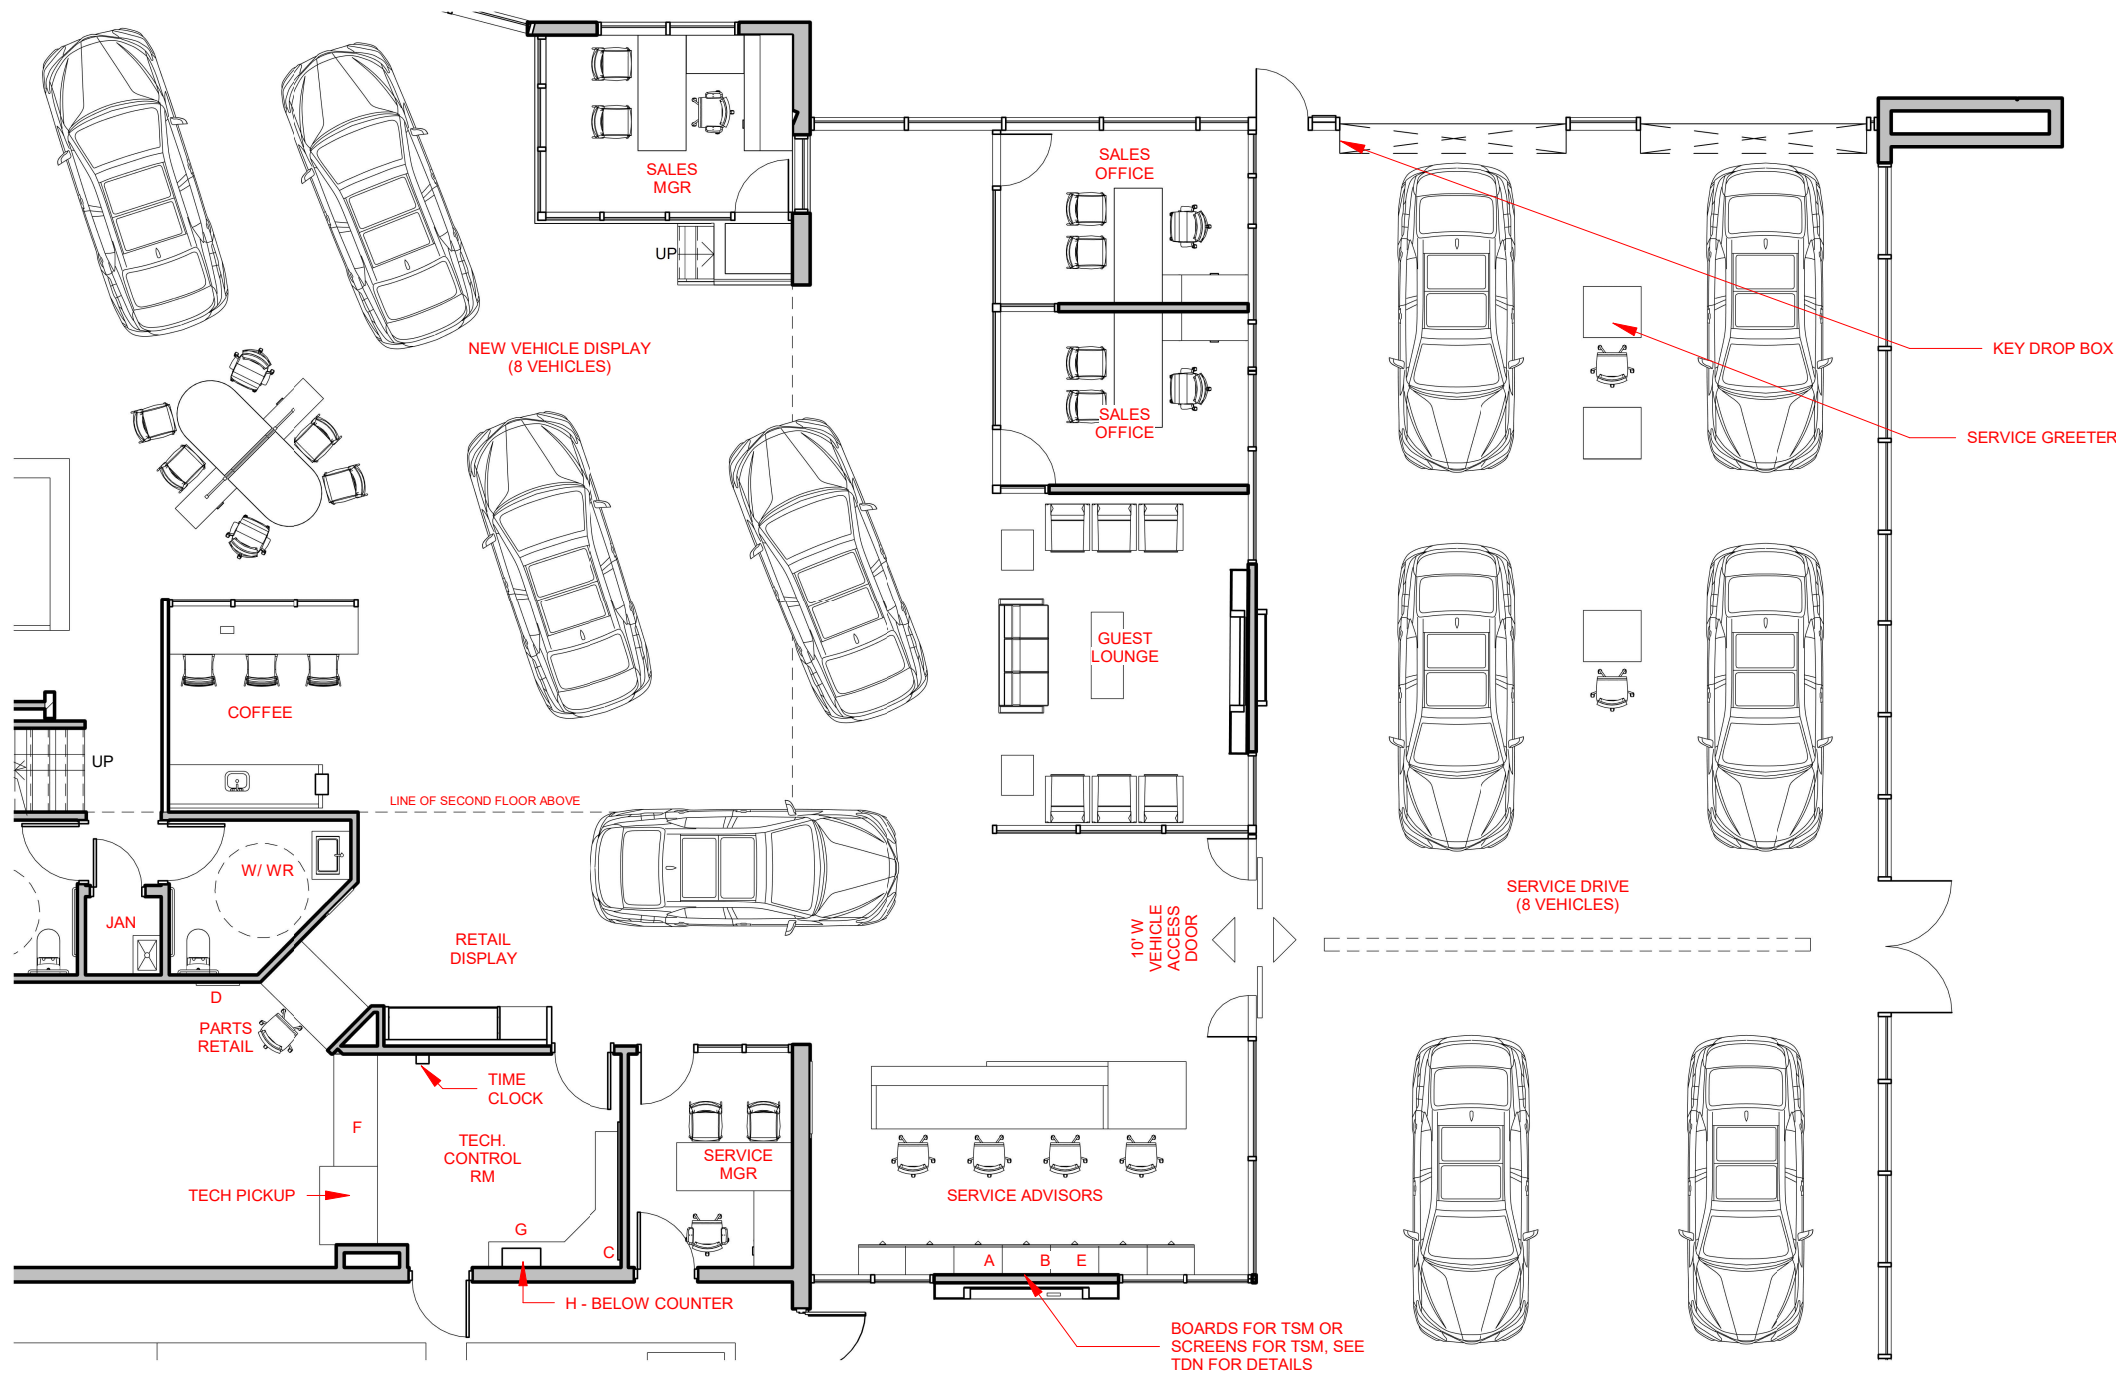 SALES
MGR
SALES
OFFICE
UP
NEW VEHICLE DISPLAY
(8 VEHICLES)
KEY DROP BOX
SALES
OFFICE
SERVICE GREETER
GUEST
LOUNGE
COFFEE
UP
LINE OF SECOND FLOOR ABOVE
W/ WR
JAN
RETAIL
DISPLAY
10' W
VEHICLE
ACCESS
DOOR
SERVICE DRIVE
(8 VEHICLES)
D
PARTS
RETAIL
TIME
CLOCK
F
TECH.
CONTROL
RM
SERVICE
MGR
TECH PICKUP
SERVICE ADVISORS
G
C
A
B
E
H - BELOW COUNTER
BOARDS FOR TSM OR
SCREENS FOR TSM, SEE
TDN FOR DETAILS